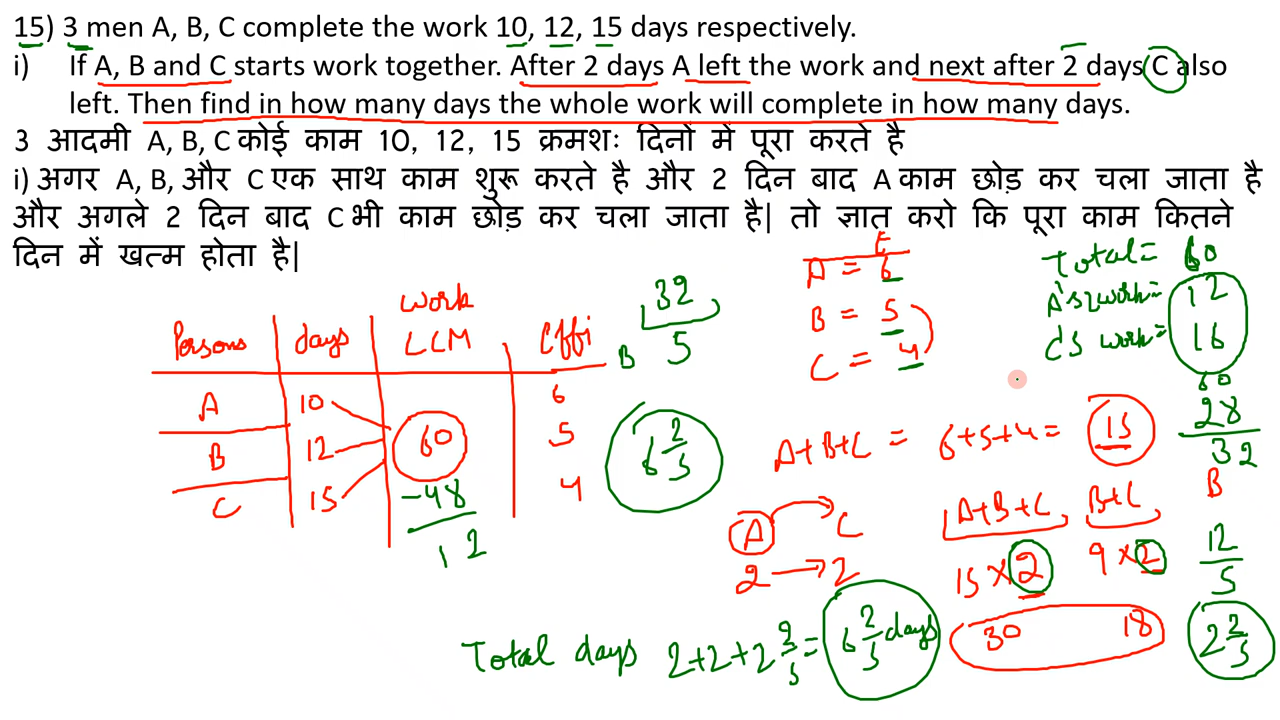 15) 3 men A, B, C complete the work 10, 12, 15 days respectively.
i) If A, B and C starts work together. After 2 days A left the work and next after 2 days C also
left. Then find in how many days the whole work will complete in how many days.
3 आदमी A, B, C कोई काम 10, 12, 15 क्रमशः दिनों में पूरा करते है
i) अगर A, B, और C एक साथ काम शुरू करते है और 2 दिन बाद A काम छोड़ कर चला जाता है
और अगले 2 दिन बाद C भी काम छोड़ कर चला जाता है| तो ज्ञात करो कि पूरा काम कितने
दिन में खत्म होता है|
Persons days work LCM Effi
A 10 6
B 12 60 5
C 15 4
-48
12
32
B 5
6 2/5
E
A = 6
B = 5
C = 4
Total = 60
A's work = 12
C's work = 16
60
28
32
B
A+B+C = 6+5+4 = 15
A C
2 → 2
A+B+C B+C
15 × 2 9 × 2
30 18
12
5
2 2/5
Total days 2+2+2 2/5 = 6 2/5 days